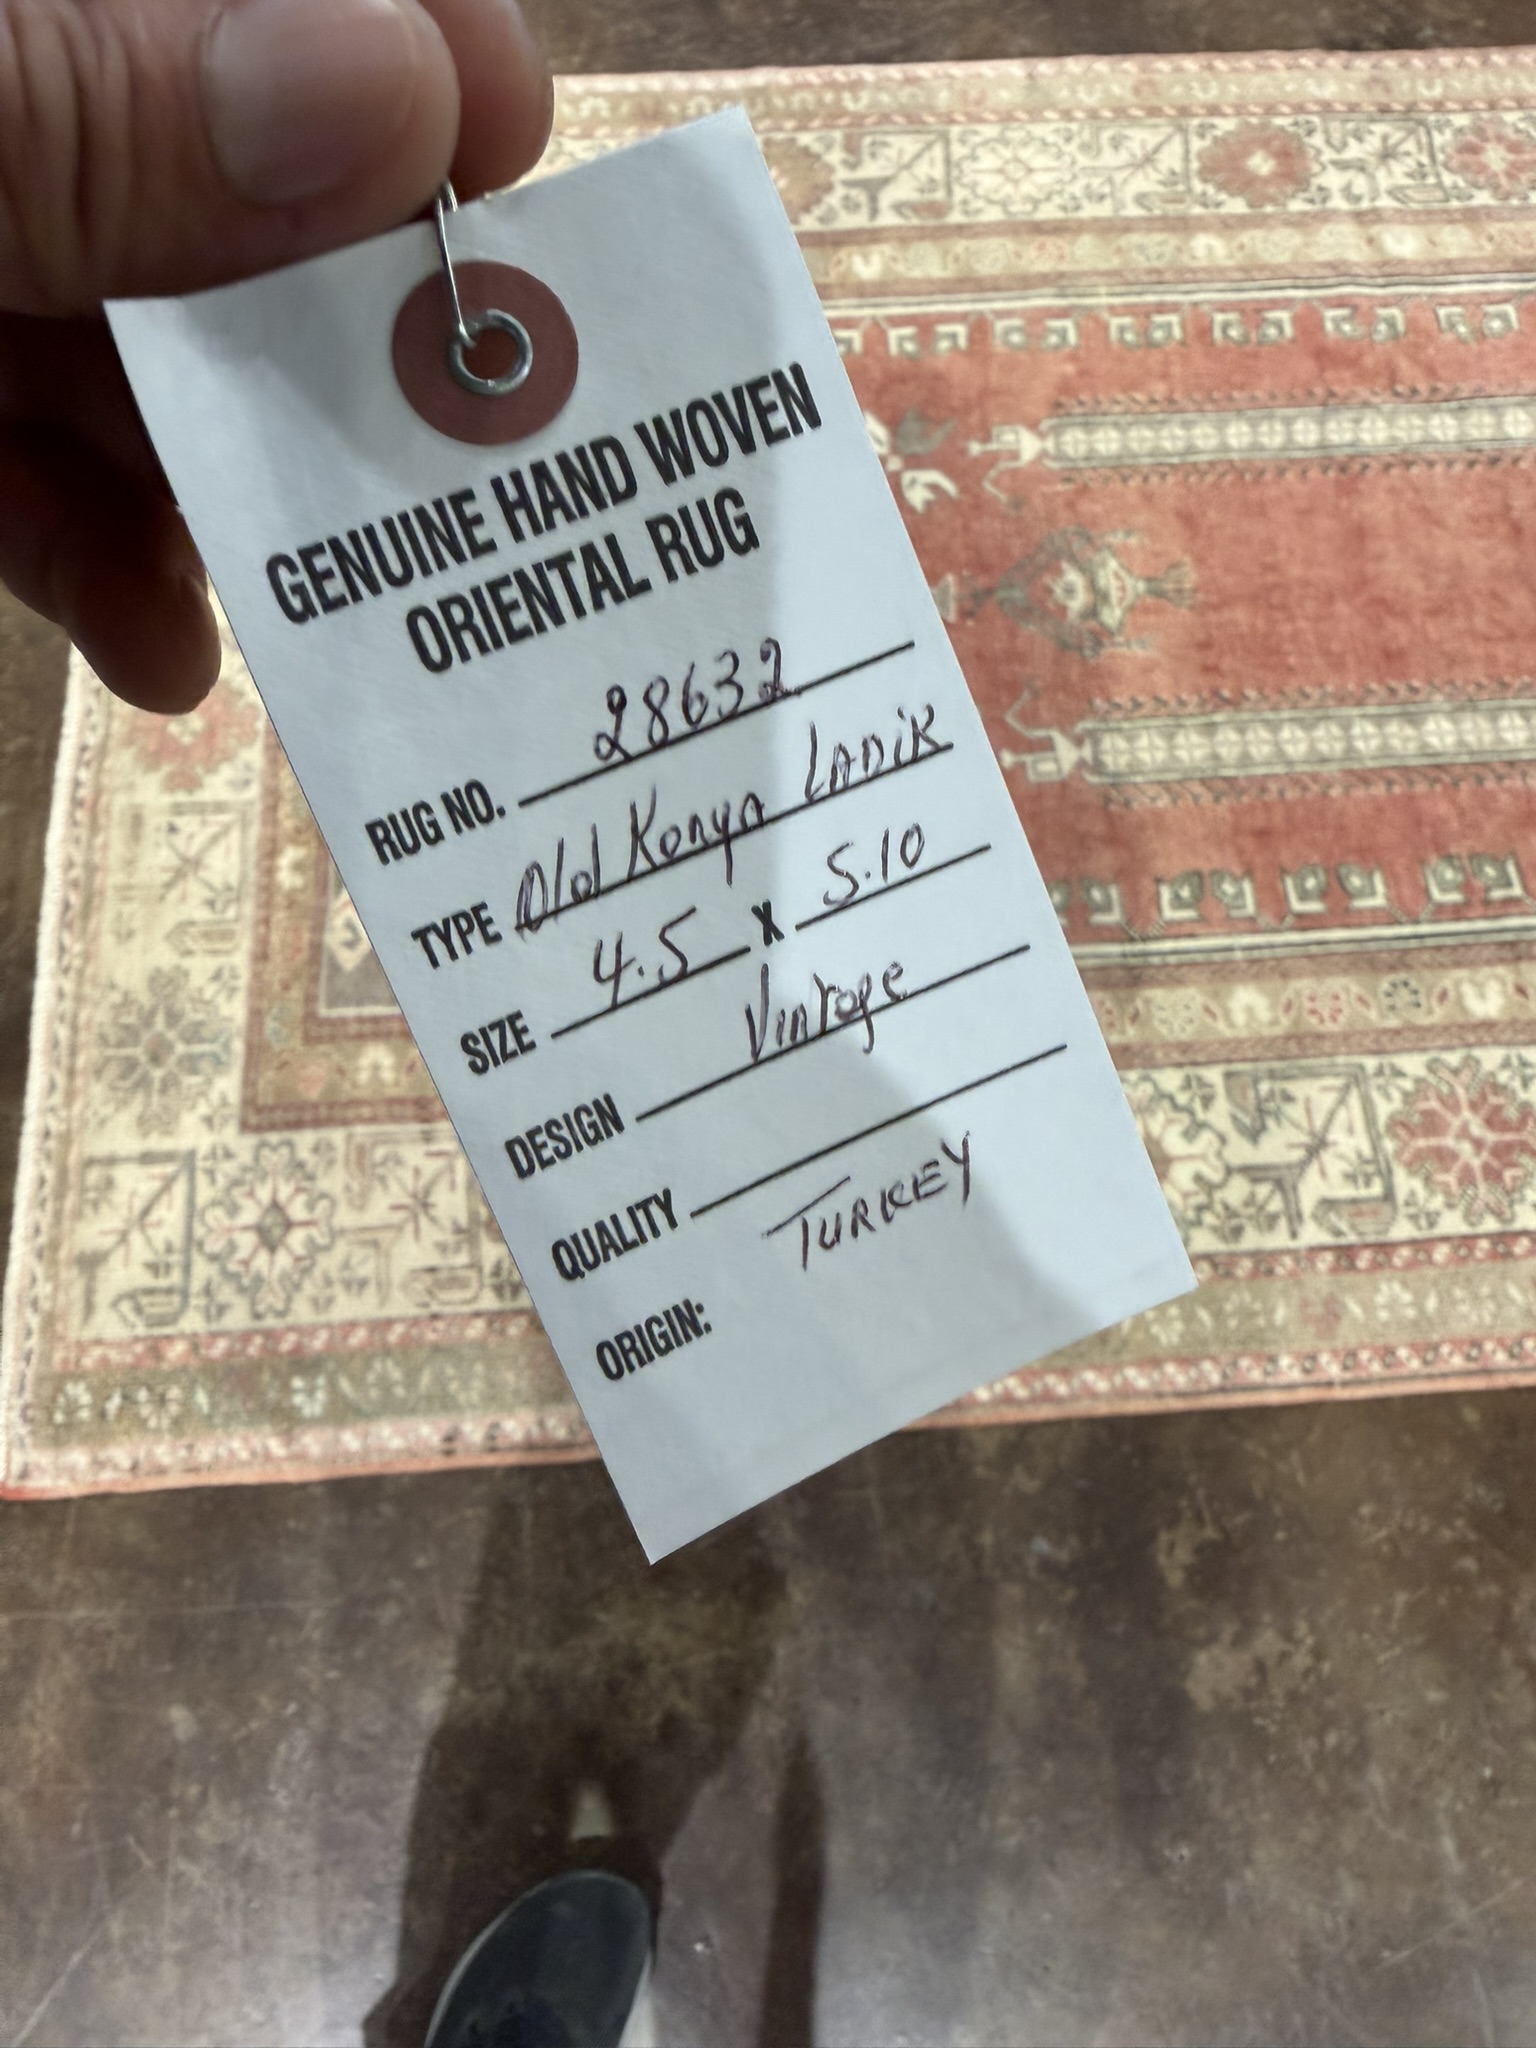 GENUINE HAND WOVEN
ORIENTAL RUG
RUG NO. 28632
TYPE Old Konya LADiK
SIZE 4.5 X 5.10
DESIGN Vintage
QUALITY
ORIGIN: TURKEY